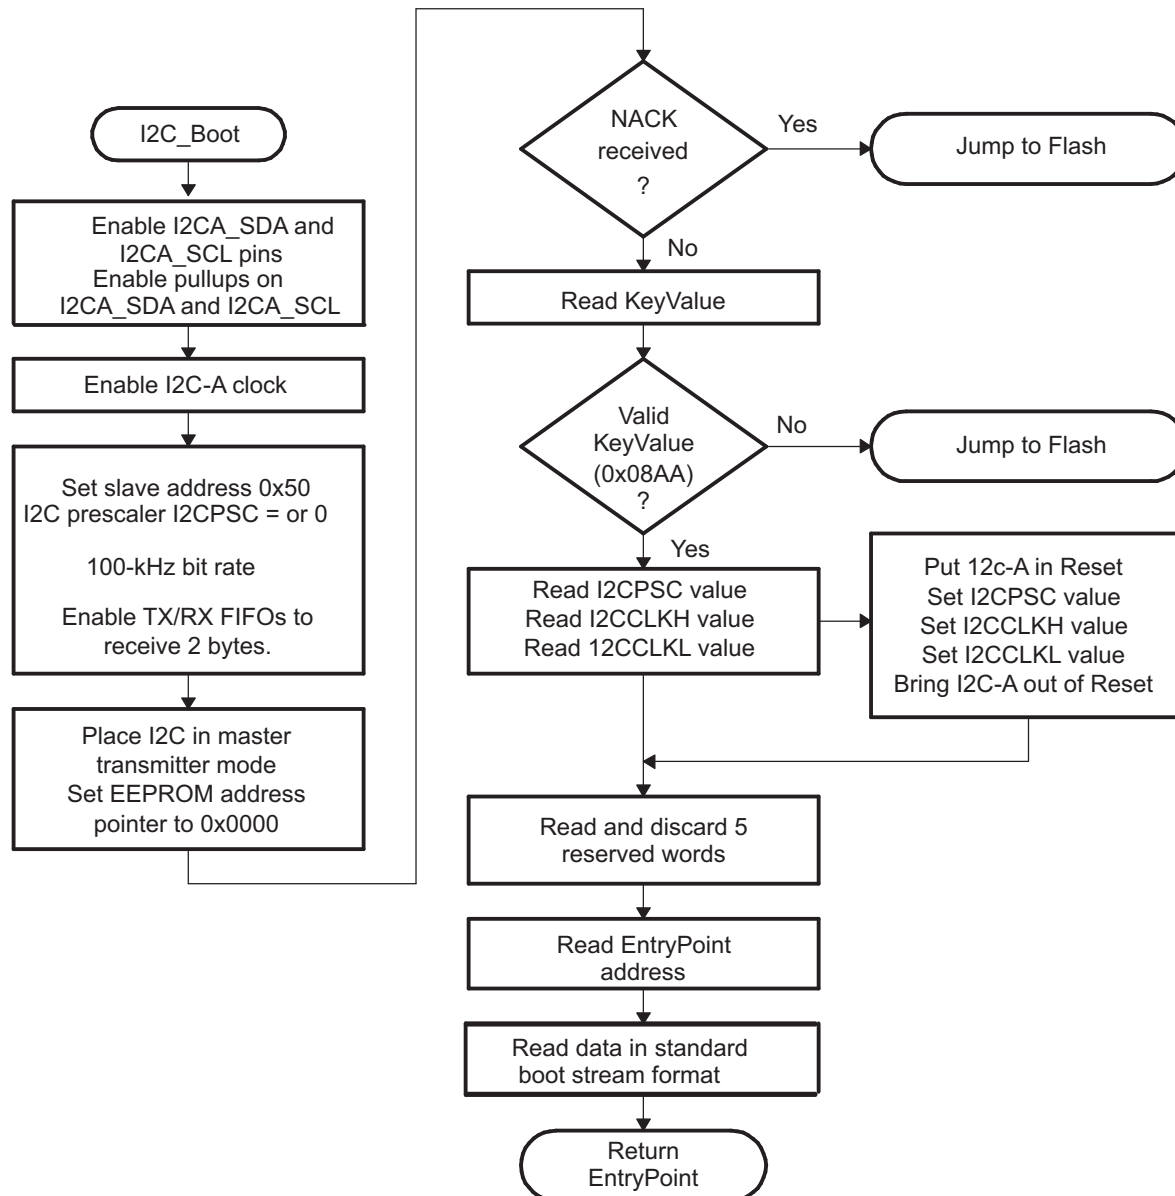 I2C_Boot
Enable I2CA_SDA and
I2CA_SCL pins
Enable pullups on
I2CA_SDA and I2CA_SCL
Enable I2C-A clock
Set slave address 0x50
I2C prescaler I2CPSC = or 0
100-kHz bit rate
Enable TX/RX FIFOs to
receive 2 bytes.
Place I2C in master
transmitter mode
Set EEPROM address
pointer to 0x0000
NACK
received
?
Yes
Jump to Flash
No
Read KeyValue
Valid
KeyValue
(0x08AA)
?
No
Jump to Flash
Yes
Read I2CPSC value
Read I2CCLKH value
Read 12CCLKL value
Put 12c-A in Reset
Set I2CPSC value
Set I2CCLKH value
Set I2CCLKL value
Bring I2C-A out of Reset
Read and discard 5
reserved words
Read EntryPoint
address
Read data in standard
boot stream format
Return
EntryPoint